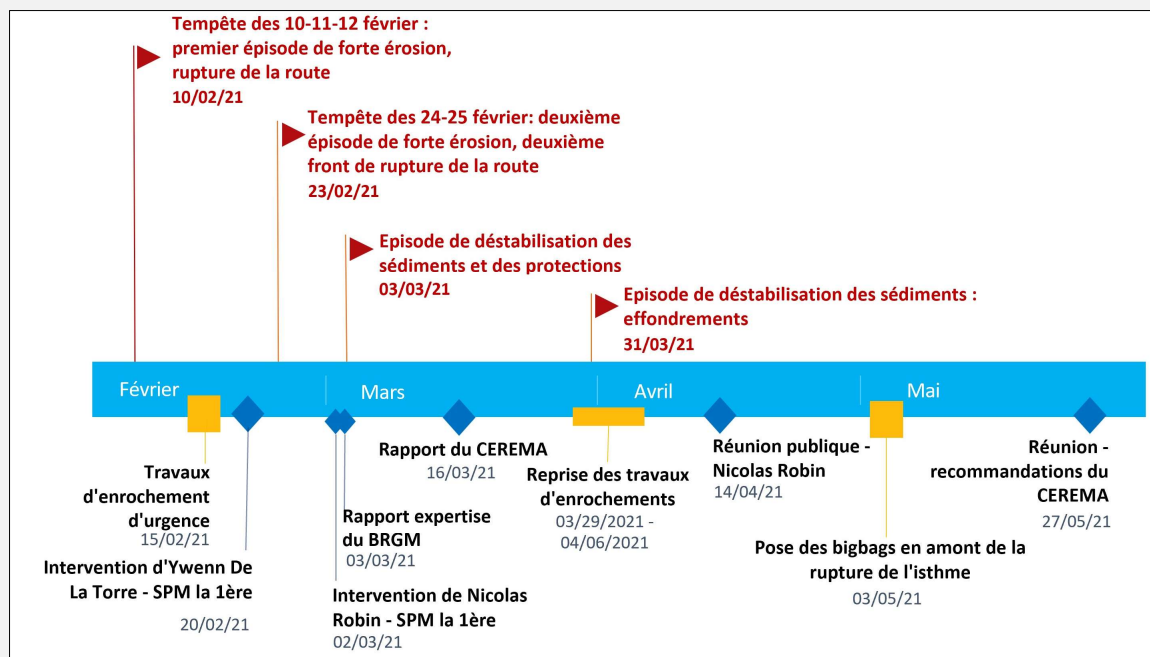 Tempête des 10-11-12 février :
premier épisode de forte érosion,
rupture de la route
10/02/21
Tempête des 24-25 février: deuxième
épisode de forte érosion, deuxième
front de rupture de la route
23/02/21
Episode de déstabilisation des
sédiments et des protections
03/03/21
Episode de déstabilisation des sédiments :
effondrements
31/03/21
Février
Mars
Avril
Mai
Travaux
d'enrochement
d'urgence
15/02/21
Intervention d'Ywenn De
La Torre - SPM la 1ère
20/02/21
Rapport du CEREMA
16/03/21
Rapport expertise
du BRGM
03/03/21
Intervention de Nicolas
Robin - SPM la 1ère
02/03/21
Reprise des travaux
d'enrochements
03/29/2021 -
04/06/2021
Réunion publique -
Nicolas Robin
14/04/21
Pose des bigbags en amont de la
rupture de l'isthme
03/05/21
Réunion -
recommandations du
CEREMA
27/05/21